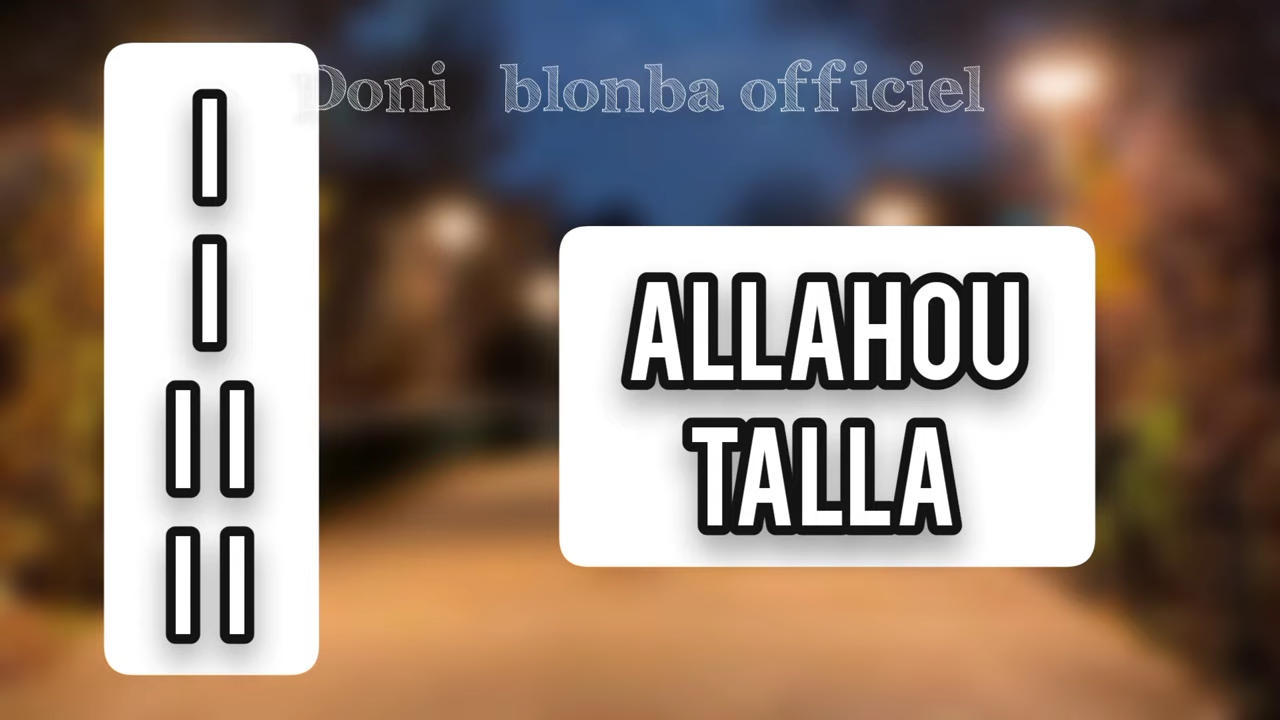 Doni blonba officiel
I
I
I I
I I
ALLAHOU
TALLA